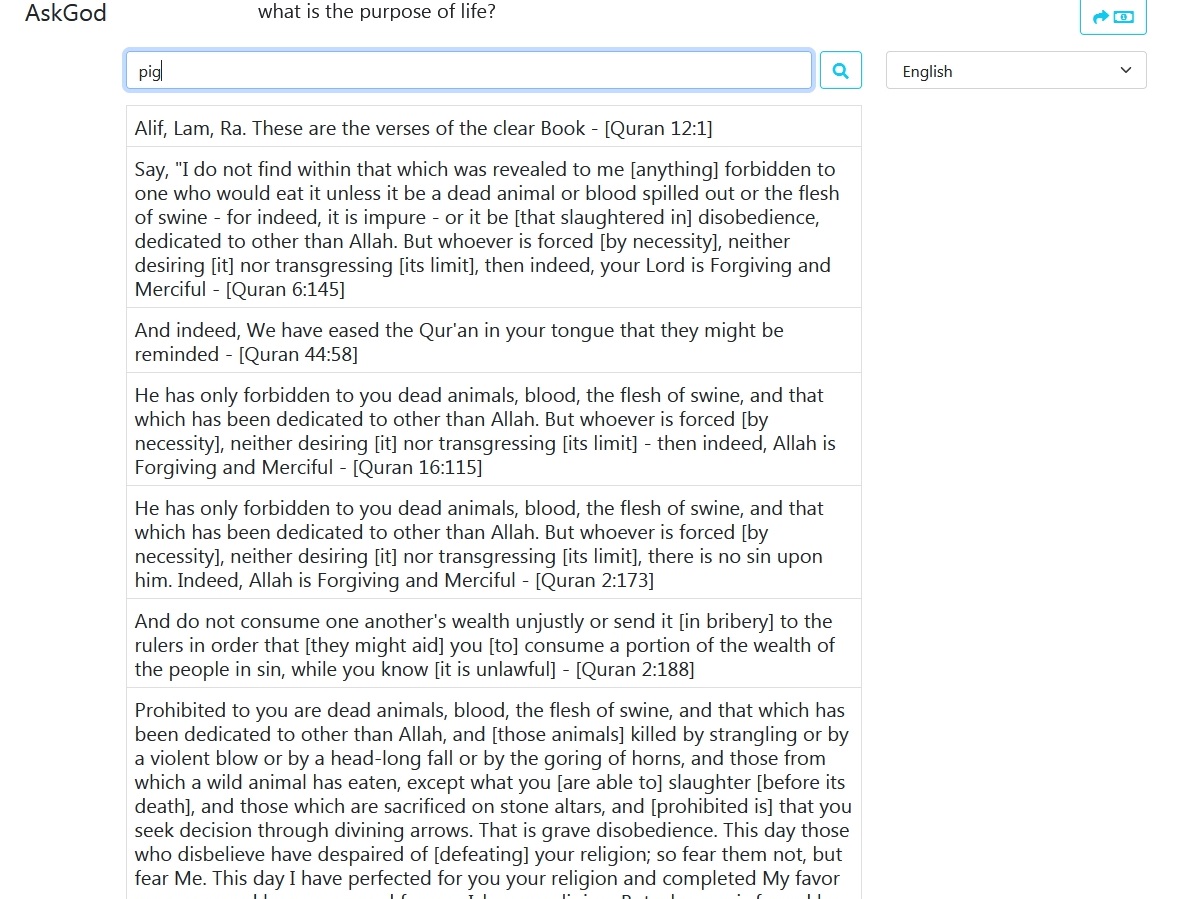 AskGod
what is the purpose of life?
pig
English
Alif, Lam, Ra. These are the verses of the clear Book - [Quran 12:1]
Say, "I do not find within that which was revealed to me [anything] forbidden to
one who would eat it unless it be a dead animal or blood spilled out or the flesh
of swine - for indeed, it is impure - or it be [that slaughtered in] disobedience,
dedicated to other than Allah. But whoever is forced [by necessity], neither
desiring [it] nor transgressing [its limit], then indeed, your Lord is Forgiving and
Merciful - [Quran 6:145]
And indeed, We have eased the Qur'an in your tongue that they might be
reminded - [Quran 44:58]
He has only forbidden to you dead animals, blood, the flesh of swine, and that
which has been dedicated to other than Allah. But whoever is forced [by
necessity], neither desiring [it] nor transgressing [its limit] - then indeed, Allah is
Forgiving and Merciful - [Quran 16:115]
He has only forbidden to you dead animals, blood, the flesh of swine, and that
which has been dedicated to other than Allah. But whoever is forced [by
necessity], neither desiring [it] nor transgressing [its limit], there is no sin upon
him. Indeed, Allah is Forgiving and Merciful - [Quran 2:173]
And do not consume one another's wealth unjustly or send it [in bribery] to the
rulers in order that [they might aid] you [to] consume a portion of the wealth of
the people in sin, while you know [it is unlawful] - [Quran 2:188]
Prohibited to you are dead animals, blood, the flesh of swine, and that which has
been dedicated to other than Allah, and [those animals] killed by strangling or by
a violent blow or by a head-long fall or by the goring of horns, and those from
which a wild animal has eaten, except what you [are able to] slaughter [before its
death], and those which are sacrificed on stone altars, and [prohibited is] that you
seek decision through divining arrows. That is grave disobedience. This day those
who disbelieve have despaired of [defeating] your religion; so fear them not, but
fear Me. This day I have perfected for you your religion and completed My favor